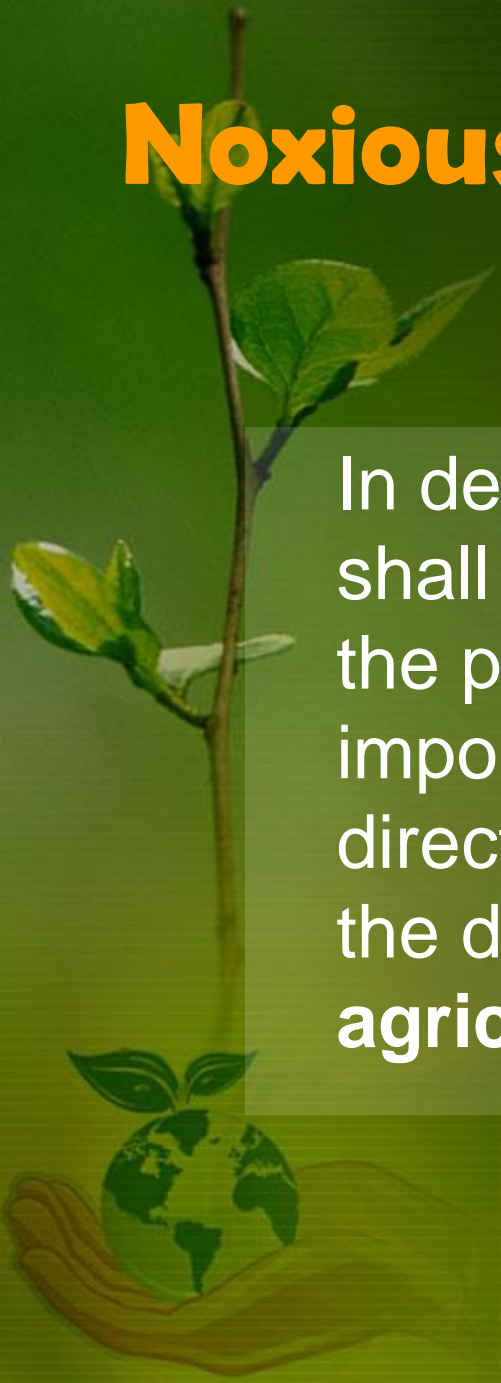 Noxious
In de
shall
the p
impo
direct
the d
agric